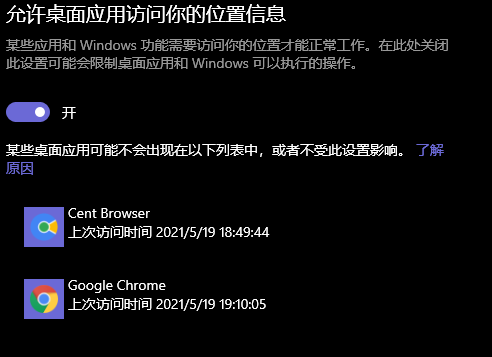 允许桌面应用访问你的位置信息
某些应用和 Windows 功能需要访问你的位置才能正常工作。在此处关闭
此设置可能会限制桌面应用和 Windows 可以执行的操作。
开
某些桌面应用可能不会出现在以下列表中，或者不受此设置影响。 了解
原因
Cent Browser
上次访问时间 2021/5/19 18:49:44
Google Chrome
上次访问时间 2021/5/19 19:10:05